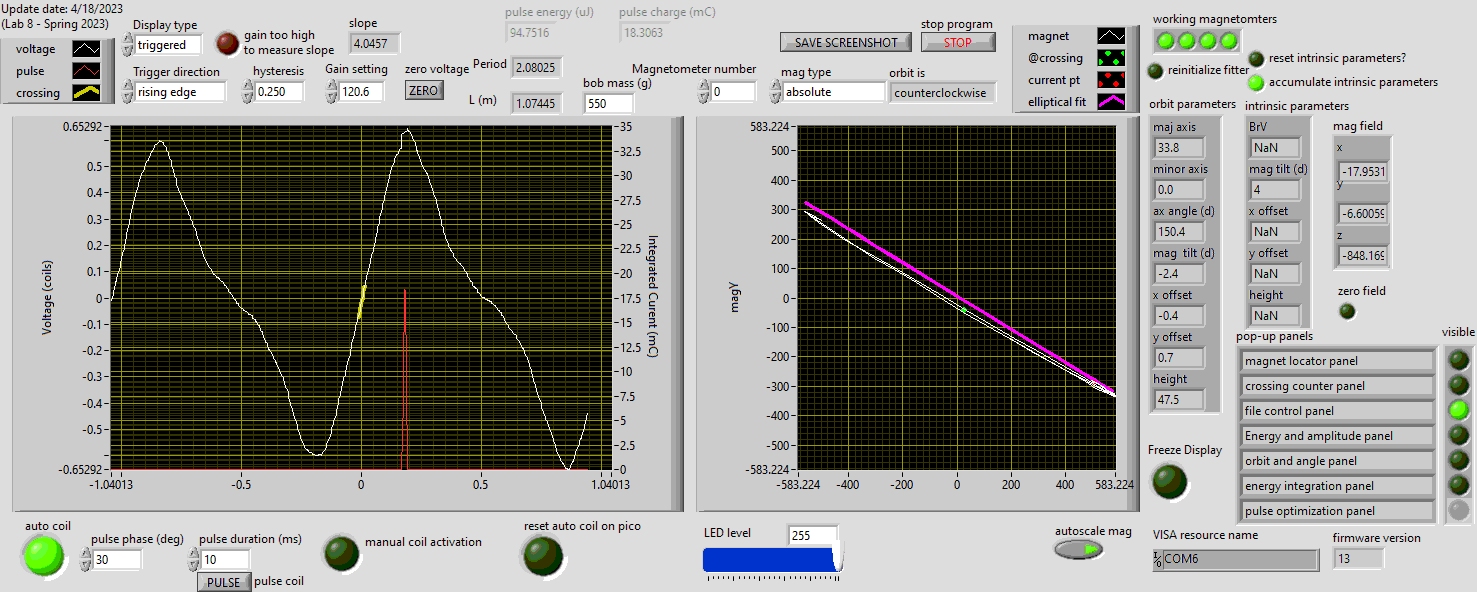 Update date: 4/18/2023
(Lab 8 - Spring 2023)
voltage
pulse
crossing
Display type
triggered
gain too high
to measure slope
slope
4.0457
pulse energy (uJ)
94.7516
pulse charge (mC)
18.3063
Trigger direction
rising edge
hysteresis
0.250
Gain setting
120.6
zero voltage
ZERO
Period
2.08025
L (m)
1.07445
bob mass (g)
550
SAVE SCREENSHOT
stop program
STOP
Magnetometer number
0
mag type
absolute
orbit is
counterclockwise
magnet
@crossing
current pt
elliptical fit
working magnetomters
reinitialize fitter
reset intrinsic parameters?
accumulate intrinsic parameters
orbit parameters
maj axis
33.8
minor axis
0.0
ax angle (d)
150.4
mag tilt (d)
-2.4
x offset
-0.4
y offset
0.7
height
47.5
intrinsic parameters
BrV
NaN
mag tilt (d)
4
x offset
NaN
y offset
NaN
height
NaN
mag field
x
-17.9531
y
-6.60059
z
-848.169
zero field
Voltage (coils)
0.65292
0.5
0.4
0.3
0.2
0.1
0
-0.1
-0.2
-0.3
-0.4
-0.5
-0.65292
-1.04013
-0.5
0
0.5
1.04013
35
32.5
30
27.5
25
22.5
20
17.5
15
12.5
10
7.5
5
2.5
0
Integrated Current (mC)
magY
583.224
500
400
300
200
100
0
-100
-200
-300
-400
-500
-583.224
-583.224
-400
-200
0
200
400
583.224
pop-up panels
visible
magnet locator panel
crossing counter panel
file control panel
Energy and amplitude panel
orbit and angle panel
energy integration panel
pulse optimization panel
Freeze Display
auto coil
pulse phase (deg)
30
pulse duration (ms)
10
PULSE
pulse coil
manual coil activation
reset auto coil on pico
LED level
255
autoscale mag
VISA resource name
COM6
firmware version
13